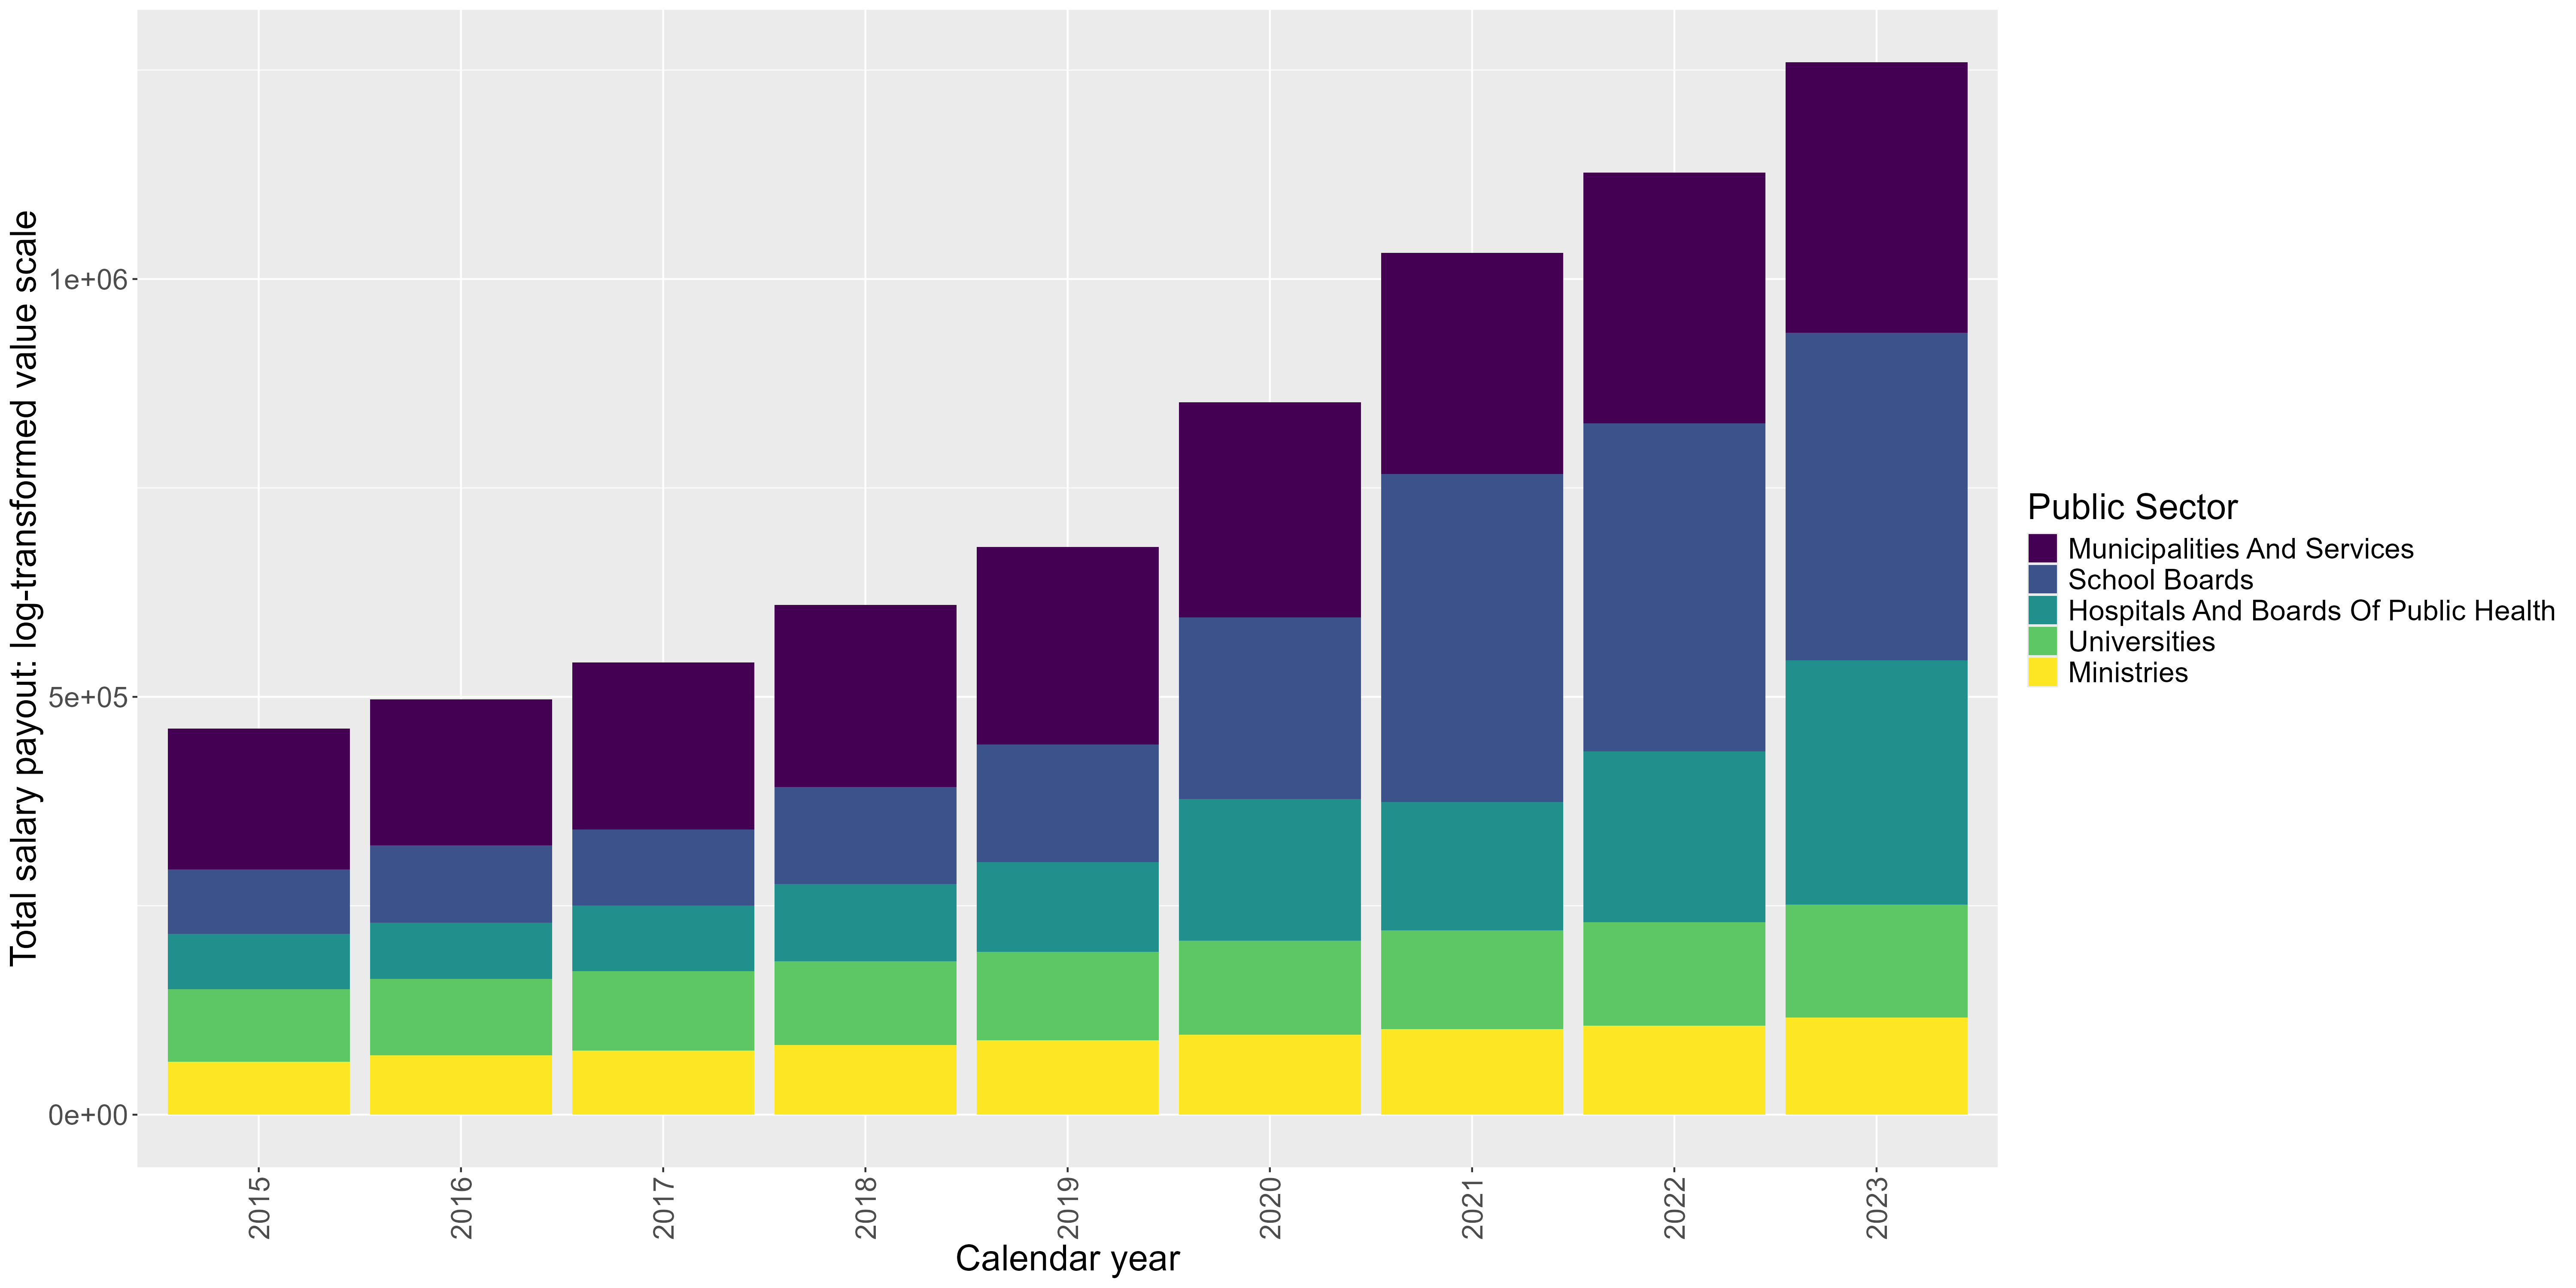 Total salary payout: log-transformed value scale
1e+06
5e+05
0e+00
2015
2016
2017
2018
2019
2020
2021
2022
2023
Calendar year
Public Sector
Municipalities And Services
School Boards
Hospitals And Boards Of Public Health
Universities
Ministries